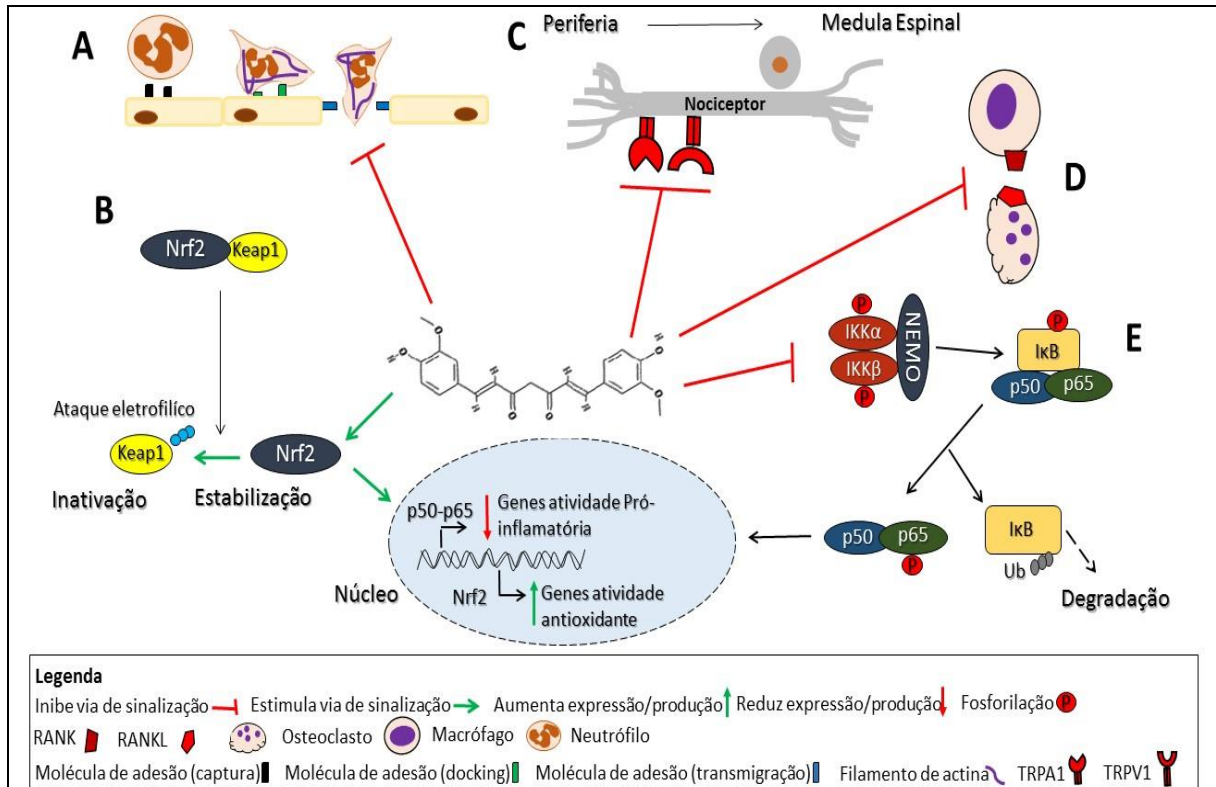 A
B
C
Periferia
Medula Espinal
Nociceptor
D
Nrf2
Keap1
Ataque eletrofilíco
Keap1
Nrf2
Inativação
Estabilização
O
H
O
H
H
O
O
H
H
O
H
O
P
IKKα
IKKβ
P
NEMO
P
IκB
p50
p65
E
p50-p65
Genes atividade Pró-
inflamatória
Núcleo
Nrf2
Genes atividade
antioxidante
p50
p65
P
IκB
Ub
Degradação
Legenda
Inibe via de sinalização Estimula via de sinalização Aumenta expressão/produção Reduz expressão/produção Fosforilação P
RANK RANKL Osteoclasto Macrófago Neutrófilo
Molécula de adesão (captura) Molécula de adesão (docking) Molécula de adesão (transmigração) Filamento de actina TRPA1 TRPV1